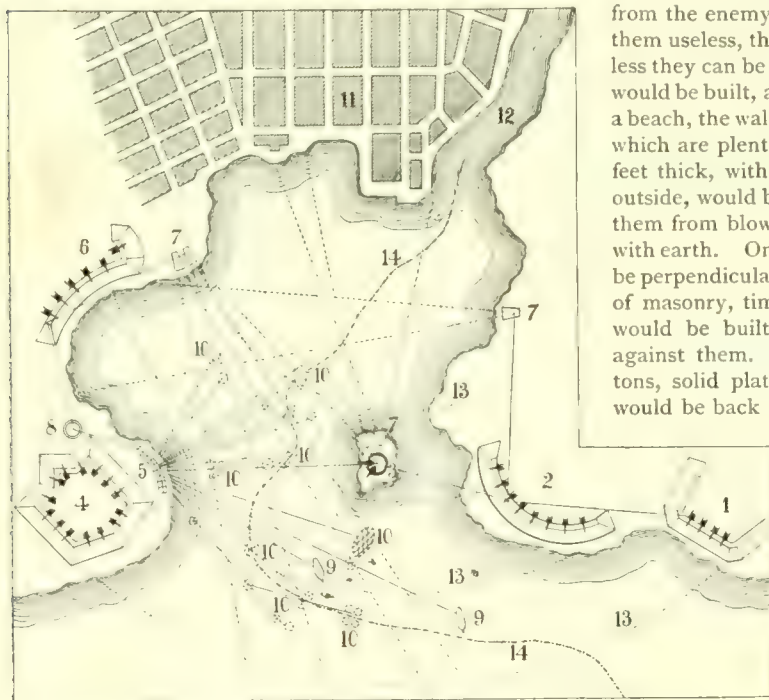 from the enemy
them useless, th
less they can be
would be built, a
a beach, the wal
which are plent
feet thick, with
outside, would b
them from blow
with earth. On
be perpendicula
of masonry, tim
would be built
against them.
tons, solid plat
would be back
11
12
6
7
14
7
10
10
13
7
8
5
10
10
4
2
1
10
9
10
13
10
9
13
10
14